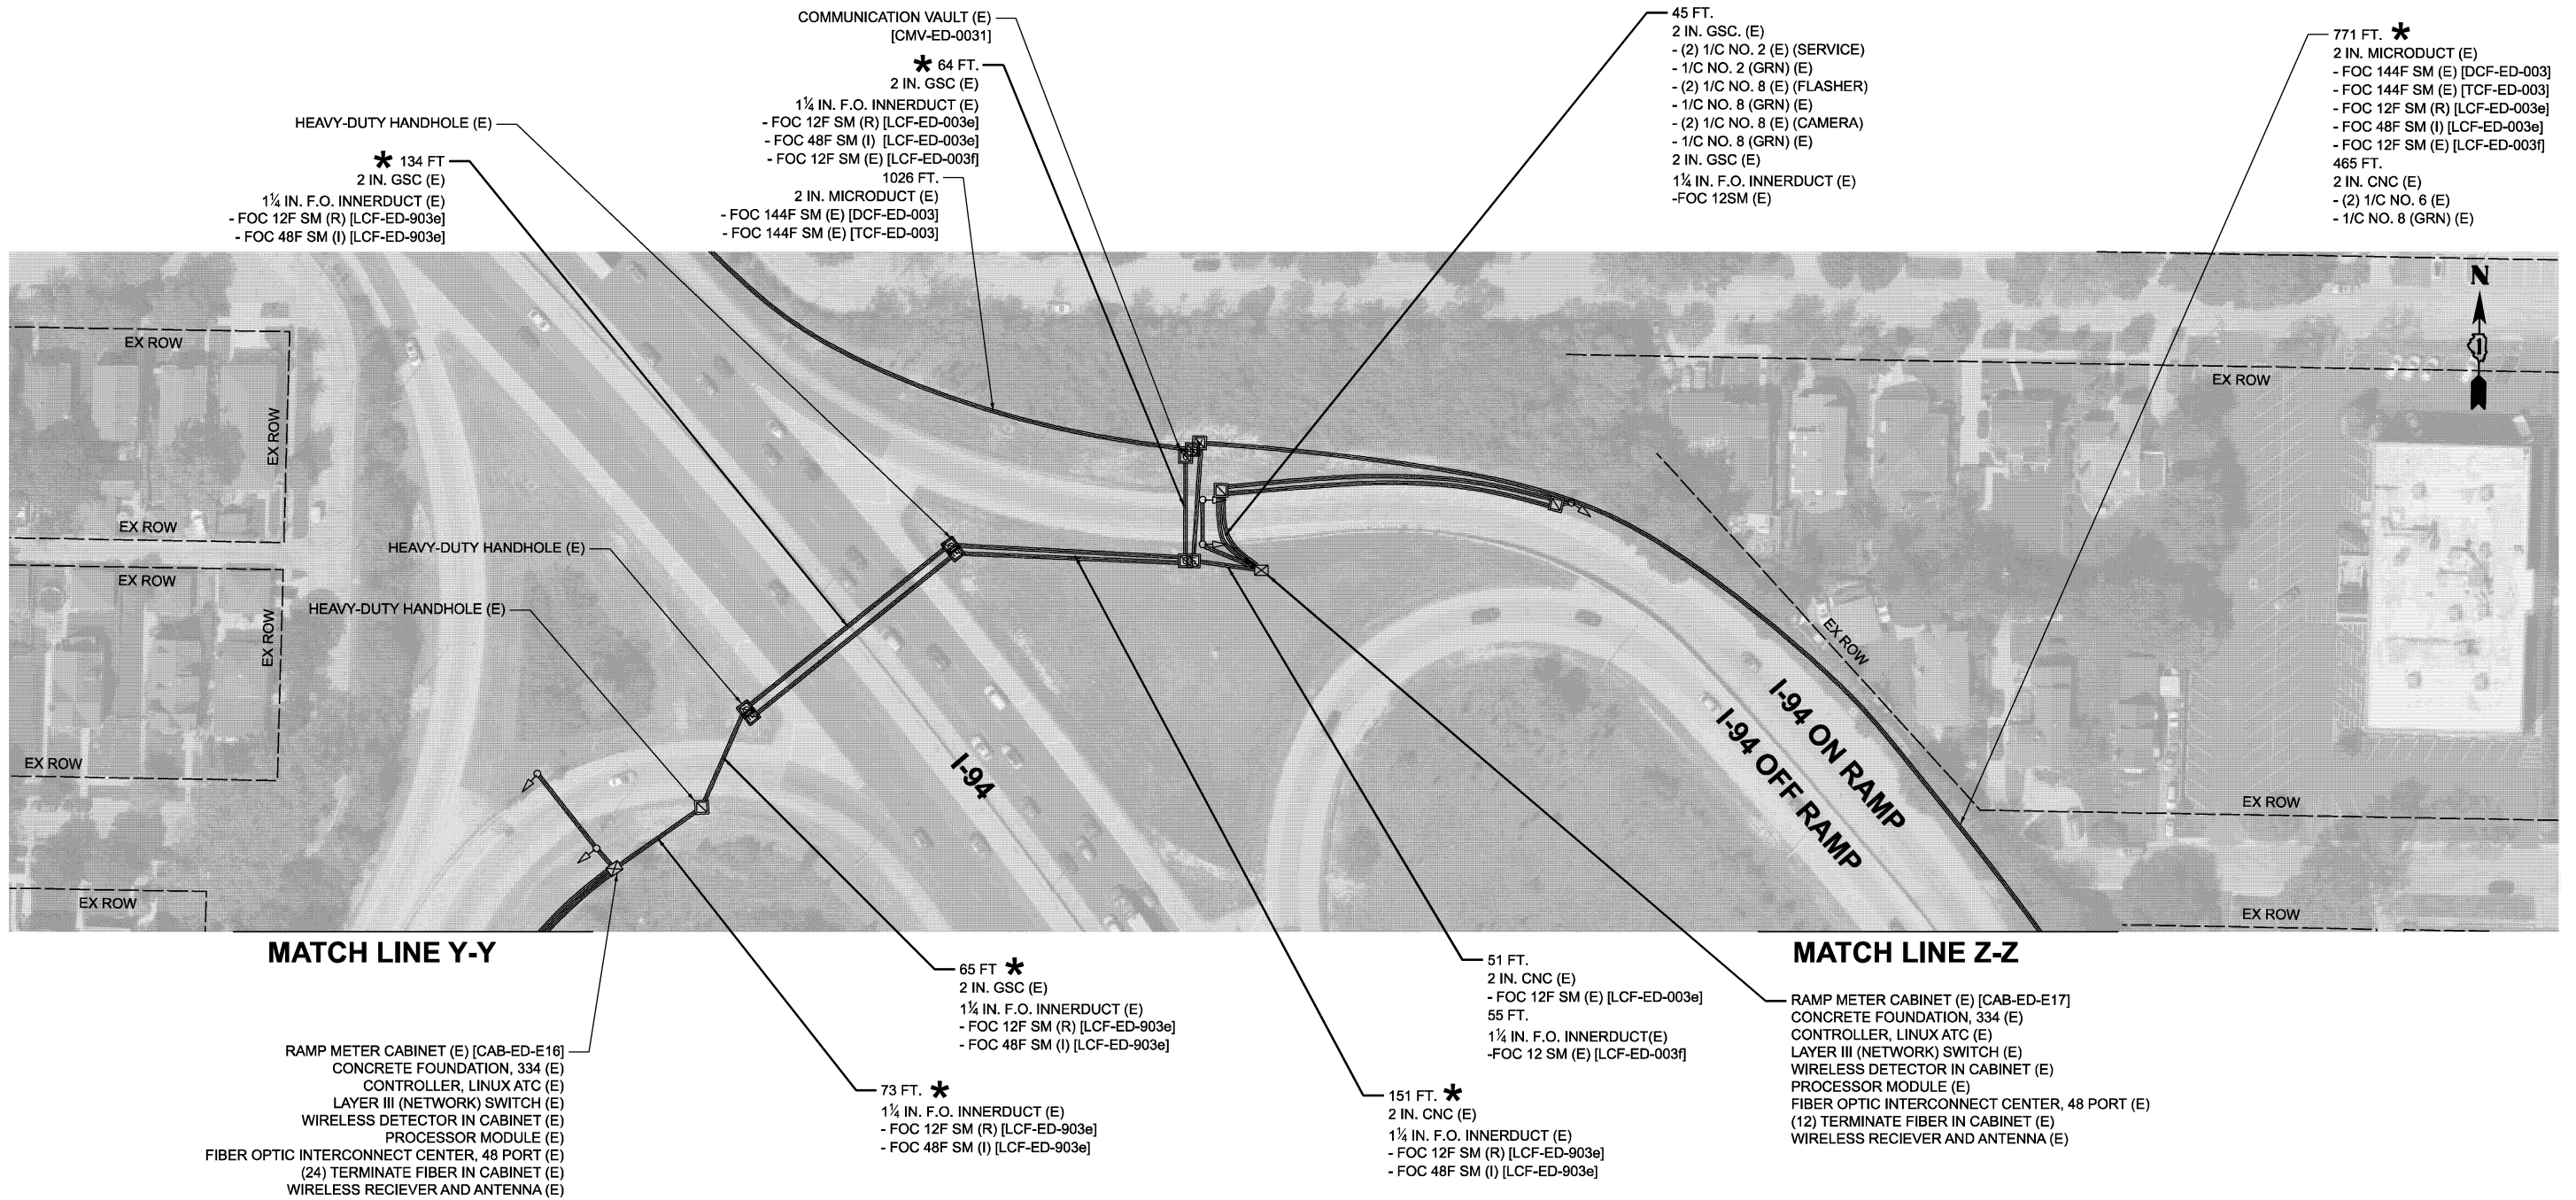 COMMUNICATION VAULT (E)
[CMV-ED-0031]
* 64 FT.
2 IN. GSC (E)
1¼ IN. F.O. INNERDUCT (E)
- FOC 12F SM (R) [LCF-ED-003e]
- FOC 48F SM (I) [LCF-ED-003e]
- FOC 12F SM (E) [LCF-ED-003f]
1026 FT.
2 IN. MICRODUCT (E)
- FOC 144F SM (E) [DCF-ED-003]
- FOC 144F SM (E) [TCF-ED-003]
HEAVY-DUTY HANDHOLE (E)
* 134 FT
2 IN. GSC (E)
1¼ IN. F.O. INNERDUCT (E)
- FOC 12F SM (R) [LCF-ED-903e]
- FOC 48F SM (I) [LCF-ED-903e]
45 FT.
2 IN. GSC. (E)
- (2) 1/C NO. 2 (E) (SERVICE)
- 1/C NO. 2 (GRN) (E)
- (2) 1/C NO. 8 (E) (FLASHER)
- 1/C NO. 8 (GRN) (E)
- (2) 1/C NO. 8 (E) (CAMERA)
- 1/C NO. 8 (GRN) (E)
2 IN. GSC (E)
1¼ IN. F.O. INNERDUCT (E)
-FOC 12SM (E)
771 FT. *
2 IN. MICRODUCT (E)
- FOC 144F SM (E) [DCF-ED-003]
- FOC 144F SM (E) [TCF-ED-003]
- FOC 12F SM (R) [LCF-ED-003e]
- FOC 48F SM (I) [LCF-ED-003e]
- FOC 12F SM (E) [LCF-ED-003f]
465 FT.
2 IN. CNC (E)
- (2) 1/C NO. 6 (E)
- 1/C NO. 8 (GRN) (E)
N
1
EX ROW
EX ROW
EX ROW
EX ROW
EX ROW
EX ROW
EX ROW
EX ROW
EX ROW
EX ROW
EX ROW
EX ROW
HEAVY-DUTY HANDHOLE (E)
HEAVY-DUTY HANDHOLE (E)
I-94
I-94 ON RAMP
I-94 OFF RAMP
MATCH LINE Y-Y
MATCH LINE Z-Z
RAMP METER CABINET (E) [CAB-ED-E16]
CONCRETE FOUNDATION, 334 (E)
CONTROLLER, LINUX ATC (E)
LAYER III (NETWORK) SWITCH (E)
WIRELESS DETECTOR IN CABINET (E)
PROCESSOR MODULE (E)
FIBER OPTIC INTERCONNECT CENTER, 48 PORT (E)
(24) TERMINATE FIBER IN CABINET (E)
WIRELESS RECIEVER AND ANTENNA (E)
65 FT *
2 IN. GSC (E)
1¼ IN. F.O. INNERDUCT (E)
- FOC 12F SM (R) [LCF-ED-903e]
- FOC 48F SM (I) [LCF-ED-903e]
73 FT. *
1¼ IN. F.O. INNERDUCT (E)
- FOC 12F SM (R) [LCF-ED-903e]
- FOC 48F SM (I) [LCF-ED-903e]
51 FT.
2 IN. CNC (E)
- FOC 12F SM (E) [LCF-ED-003e]
55 FT.
1¼ IN. F.O. INNERDUCT(E)
-FOC 12 SM (E) [LCF-ED-003f]
151 FT. *
2 IN. CNC (E)
1¼ IN. F.O. INNERDUCT (E)
- FOC 12F SM (R) [LCF-ED-903e]
- FOC 48F SM (I) [LCF-ED-903e]
RAMP METER CABINET (E) [CAB-ED-E17]
CONCRETE FOUNDATION, 334 (E)
CONTROLLER, LINUX ATC (E)
LAYER III (NETWORK) SWITCH (E)
WIRELESS DETECTOR IN CABINET (E)
PROCESSOR MODULE (E)
FIBER OPTIC INTERCONNECT CENTER, 48 PORT (E)
(12) TERMINATE FIBER IN CABINET (E)
WIRELESS RECIEVER AND ANTENNA (E)